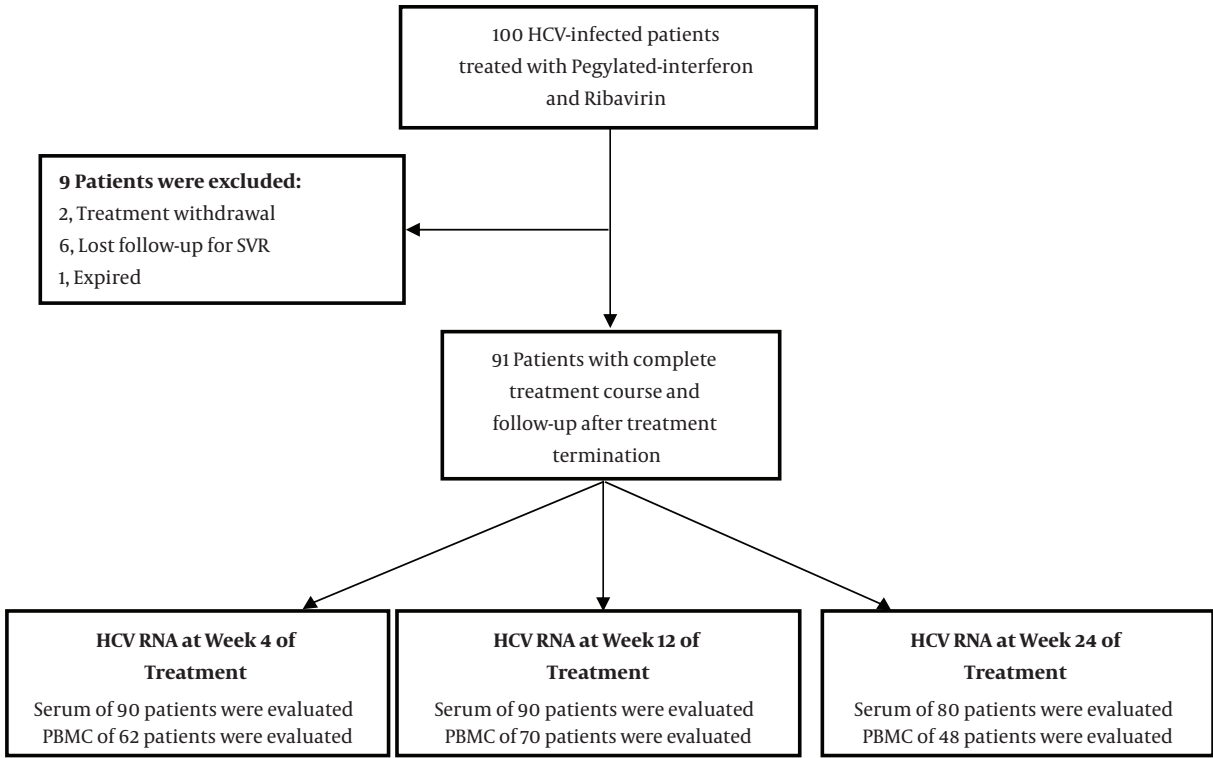 100 HCV-infected patients
treated with Pegylated-interferon
and Ribavirin
9 Patients were excluded:
2, Treatment withdrawal
6, Lost follow-up for SVR
1, Expired
91 Patients with complete
treatment course and
follow-up after treatment
termination
HCV RNA at Week 4 of
Treatment
Serum of 90 patients were evaluated
PBMC of 62 patients were evaluated
HCV RNA at Week 12 of
Treatment
Serum of 90 patients were evaluated
PBMC of 70 patients were evaluated
HCV RNA at Week 24 of
Treatment
Serum of 80 patients were evaluated
PBMC of 48 patients were evaluated